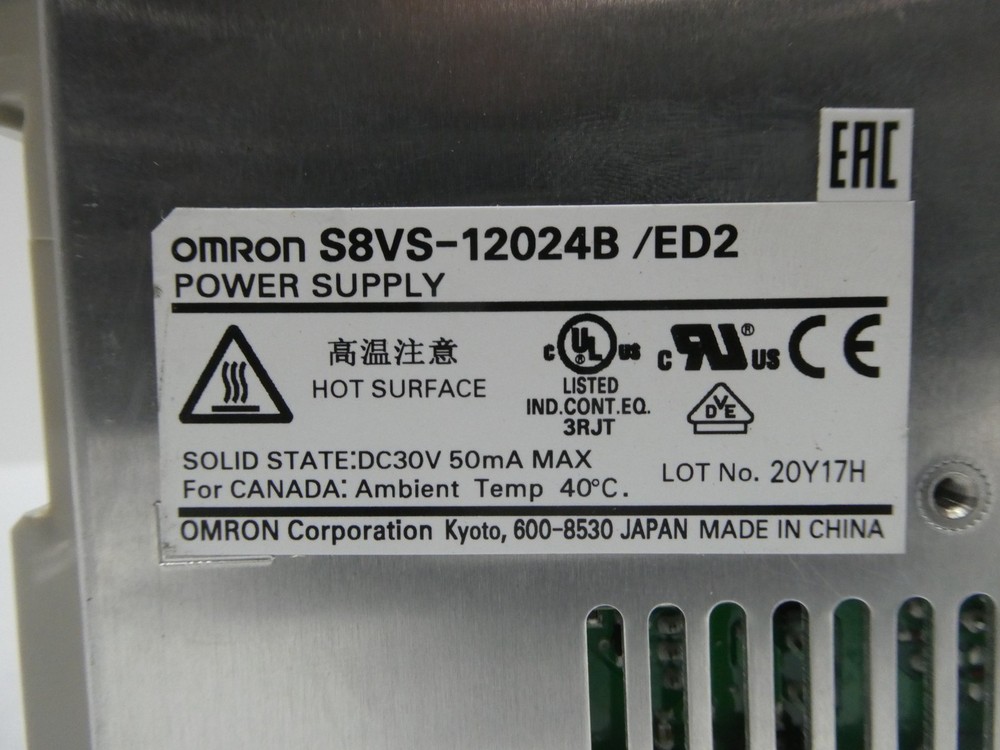 EAC
OMRON S8VS-12024B /ED2
POWER SUPPLY
高温注意
HOT SURFACE
c UL® US
LISTED
IND.CONT.EQ.
3RJT
c RU® US
CE
DVE
SOLID STATE:DC30V 50mA MAX
For CANADA: Ambient Temp 40°C.
LOT No. 20Y17H
OMRON Corporation Kyoto, 600-8530 JAPAN MADE IN CHINA